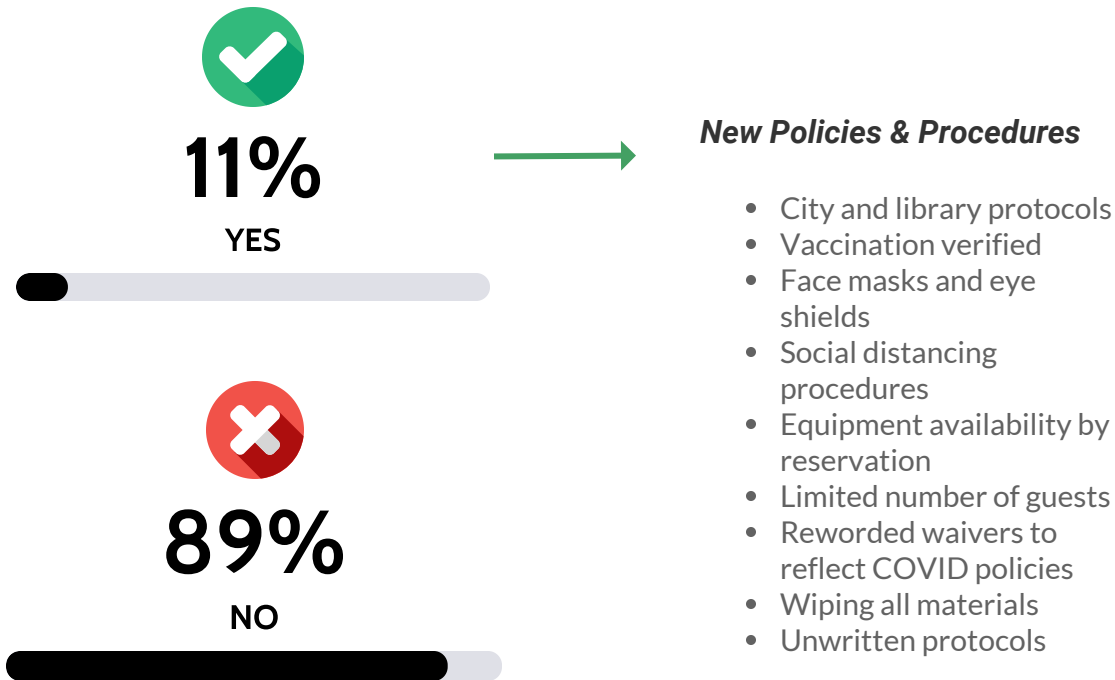 11%
YES
89%
NO
New Policies & Procedures
• City and library protocols
• Vaccination verified
• Face masks and eye
shields
• Social distancing
procedures
• Equipment availability by
reservation
• Limited number of guests
• Reworded waivers to
reflect COVID policies
• Wiping all materials
• Unwritten protocols